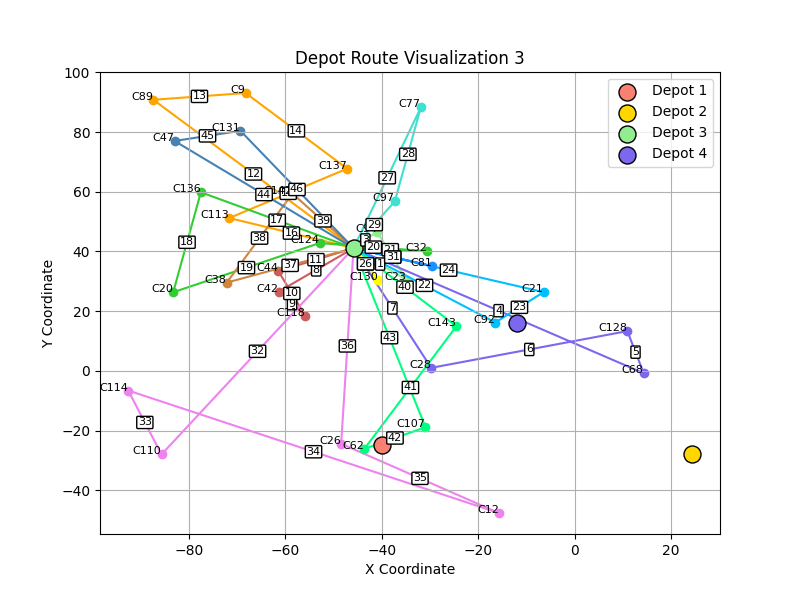 Depot Route Visualization 3
100
80
60
40
20
0
−20
−40
Y Coordinate
−80
−60
−40
−20
0
20
X Coordinate
Depot 1
Depot 2
Depot 3
Depot 4
C89
13
C9
C77
C47
45
C131
14
28
C137
12
27
C136
44
46
C97
C113
17
39
29
16
38
18
C124
20
C32
31
C81
24
19
C44
37
11
8
26
1
C38
C130
C23
C20
C42
10
9
40
22
C21
C118
7
4
23
C92
C143
C128
32
36
43
6
5
C28
C68
C114
41
33
C107
C110
34
C26
C62
42
35
C12